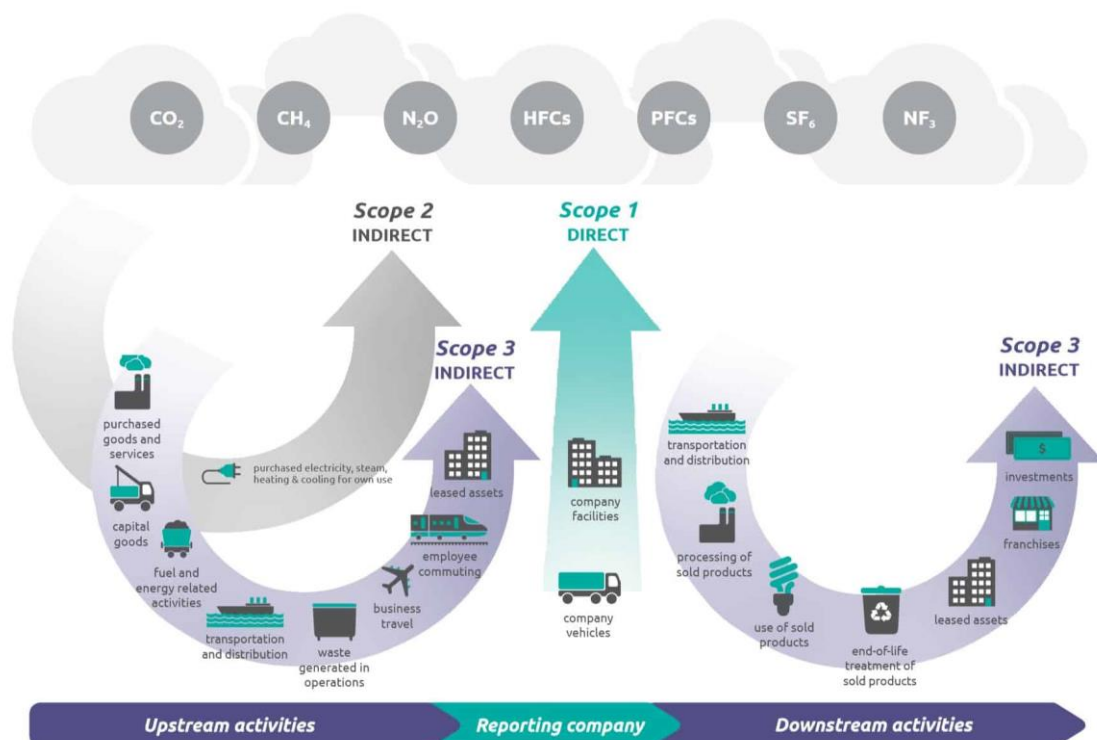 CO₂
CH₄
N₂O
HFCs
PFCs
SF₆
NF₃
Scope 2
INDIRECT
Scope 1
DIRECT
Scope 3
INDIRECT
Scope 3
INDIRECT
purchased
goods and
services
capital
goods
fuel and
energy related
activities
transportation
and distribution
waste
generated in
operations
business
travel
employee
commuting
leased assets
purchased electricity, steam,
heating & cooling for own use
company
facilities
company
vehicles
transportation
and distribution
processing of
sold products
use of sold
products
end-of-life
treatment of
sold products
leased assets
franchises
$
investments
Upstream activities
Reporting company
Downstream activities